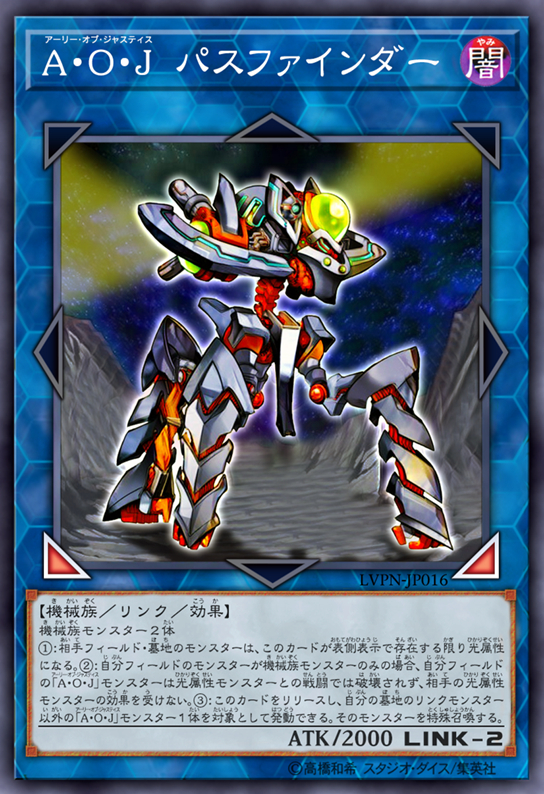 アーリー・オブ・ジャスティス
A・O・J パスファインダー
やみ
闇
LVPN-JP016
【機械族／リンク／効果】
機械族モンスター２体
①：相手フィールド・墓地のモンスターは、このカードが表側表示で存在する限り光属性
になる。②：自分フィールドのモンスターが機械族モンスターのみの場合、自分フィールド
の「A・O・J」モンスターは光属性モンスターとの戦闘では破壊されず、相手の光属性
モンスターの効果を受けない。③：このカードをリリースし、自分の墓地のリンクモンスター
以外の「A・O・J」モンスター１体を対象として発動できる。そのモンスターを特殊召喚する。
ATK/2000 LINK-2
©高橋和希 スタジオ・ダイス/集英社